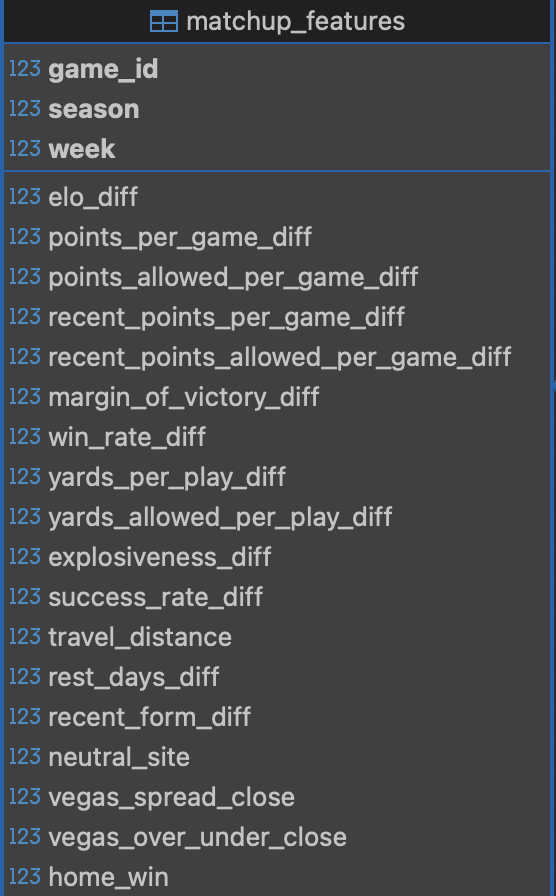 matchup_features
123 game_id
123 season
123 week
123 elo_diff
123 points_per_game_diff
123 points_allowed_per_game_diff
123 recent_points_per_game_diff
123 recent_points_allowed_per_game_diff
123 margin_of_victory_diff
123 win_rate_diff
123 yards_per_play_diff
123 yards_allowed_per_play_diff
123 explosiveness_diff
123 success_rate_diff
123 travel_distance
123 rest_days_diff
123 recent_form_diff
123 neutral_site
123 vegas_spread_close
123 vegas_over_under_close
123 home_win